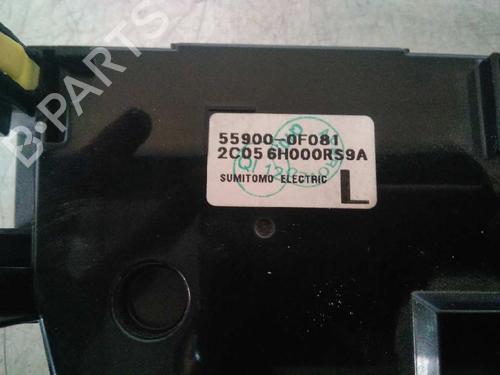 B-PARTS
55900-0F081
2C05 6H000RS9A
SUMITOMO ELECTRIC
L